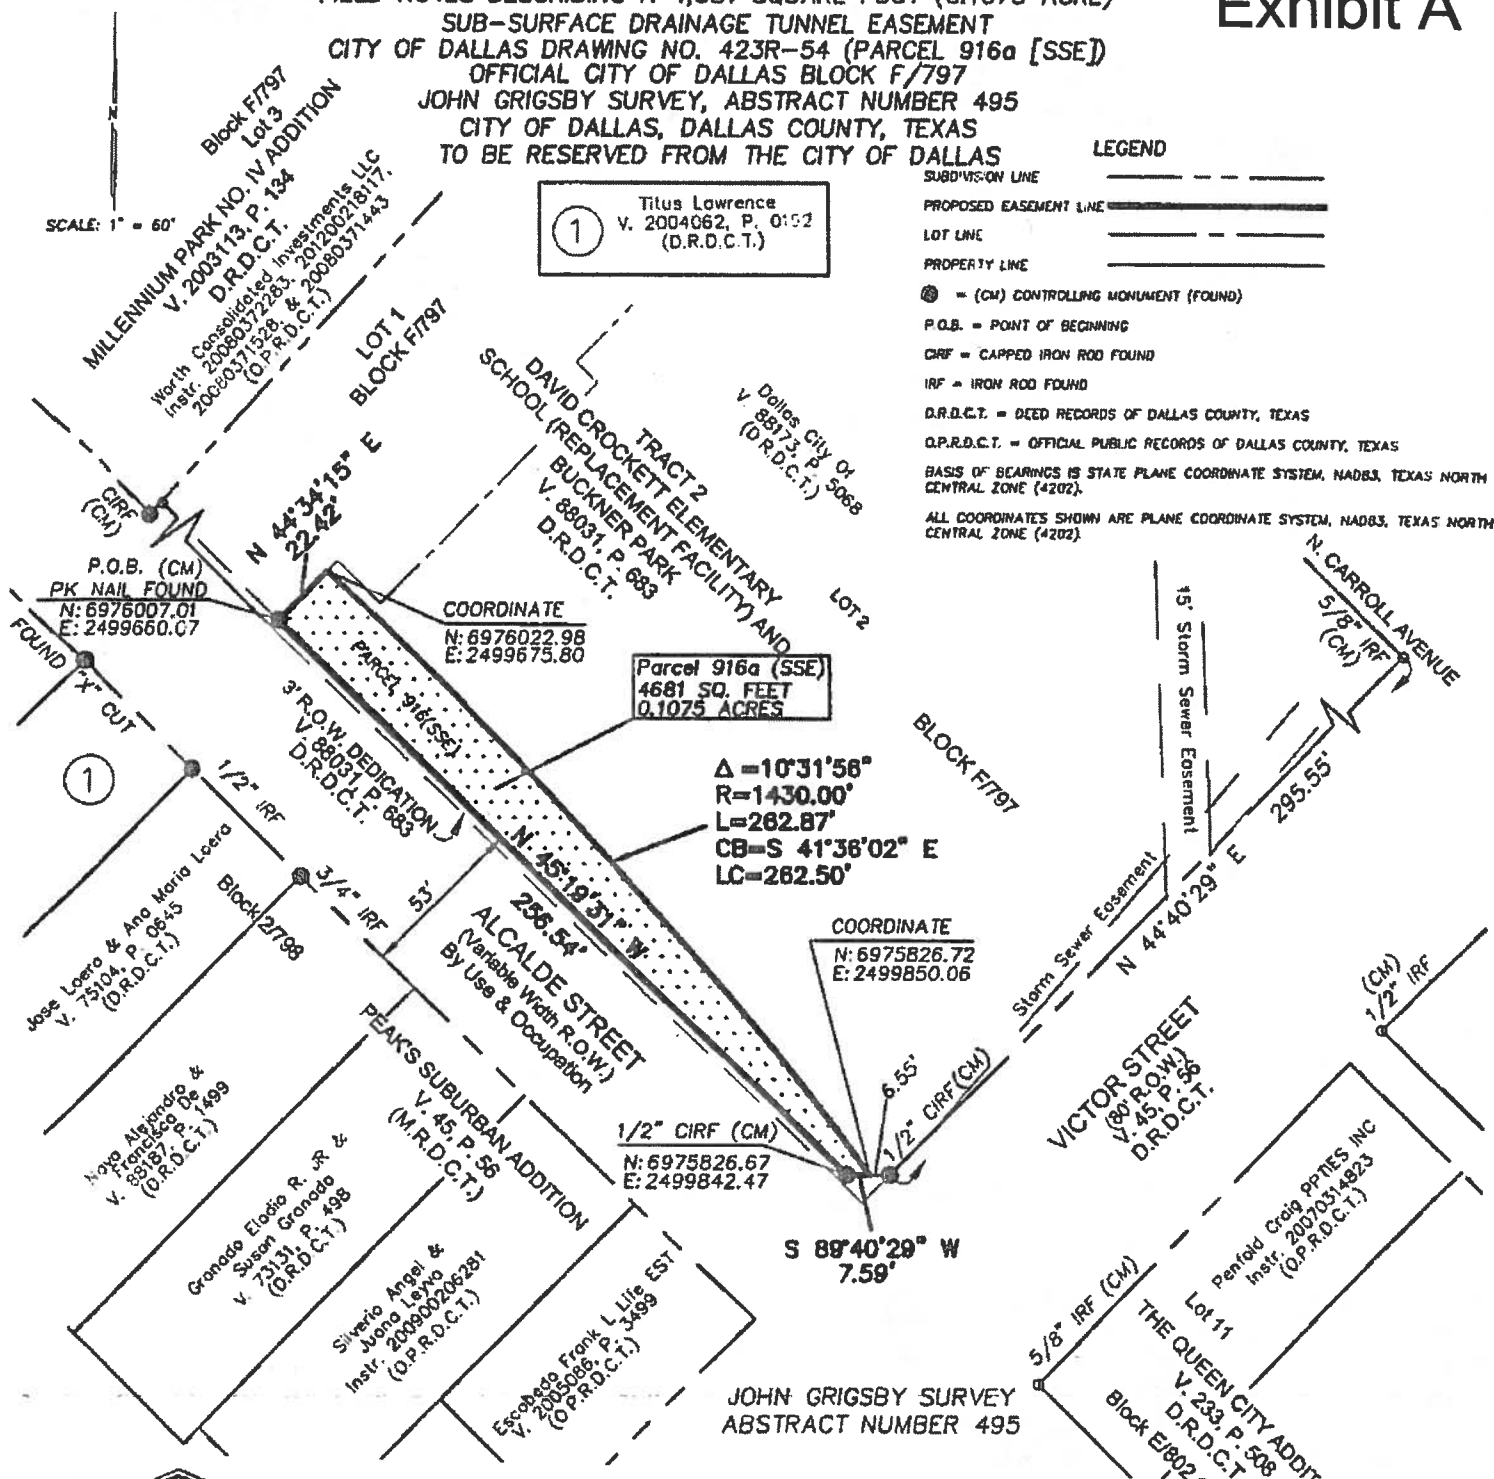 Exhibit A
SUB-SURFACE DRAINAGE TUNNEL EASEMENT
CITY OF DALLAS DRAWING NO. 423R-54 (PARCEL 916a [SSE])
OFFICIAL CITY OF DALLAS BLOCK F/797
JOHN GRIGSBY SURVEY, ABSTRACT NUMBER 495
CITY OF DALLAS, DALLAS COUNTY, TEXAS
TO BE RESERVED FROM THE CITY OF DALLAS
N
SCALE: 1" = 60'
Block F/797
Lot 3
MILLENNIUM PARK NO. IV ADDITION
V. 2003113, P. 134
D.R.D.C.T.
Worth Consolidated Investments LLC
Instr. 20080372283, 201200218117,
20080371528, & 20080371443
(O.P.R.D.C.T.)
1
Titus Lawrence
V. 2004062, P. 0152
(D.R.D.C.T.)
LEGEND
SUBDIVISION LINE
PROPOSED EASEMENT LINE
LOT LINE
PROPERTY LINE
= (CM) CONTROLLING MONUMENT (FOUND)
P.O.B. = POINT OF BEGINNING
CIRF = CAPPED IRON ROD FOUND
IRF = IRON ROD FOUND
D.R.D.C.T. = DEED RECORDS OF DALLAS COUNTY, TEXAS
O.P.R.D.C.T. = OFFICIAL PUBLIC RECORDS OF DALLAS COUNTY, TEXAS
BASIS OF BEARINGS IS STATE PLANE COORDINATE SYSTEM, NAD83, TEXAS NORTH
CENTRAL ZONE (4202).
ALL COORDINATES SHOWN ARE PLANE COORDINATE SYSTEM, NAD83, TEXAS NORTH
CENTRAL ZONE (4202).
LOT 1
BLOCK F/797
TRACT 2
DAVID CROCKETT ELEMENTARY
SCHOOL (REPLACEMENT FACILITY) AND
BUCKNER PARK
V. 88031, P. 683
D.R.D.C.T.
Dallas City Of
V. 88173, P. 5068
(D.R.D.C.T.)
LOT 2
BLOCK F/797
CIRF
(CM)
N 44°34'15" E
22.42'
P.O.B. (CM)
PK NAIL FOUND
N: 6976007.01
E: 2499660.07
COORDINATE
N: 6976022.98
E: 2499675.80
FOUND "X" CUT
PARCEL 916(SSE)
Parcel 916a (SSE)
4681 SQ. FEET
0.1075 ACRES
3' R.O.W. DEDICATION
V. 88031, P. 683
D.R.D.C.T.
Δ =10°31'56"
R=1430.00'
L=262.87'
CB=S 41°36'02" E
LC=262.50'
N 45°19'31" W
256.54'
1
1/2" IRF
3/4" IRF
53'
ALCALDE STREET
(Variable Width R.O.W.)
By Use & Occupation
N. CARROLL AVENUE
5/8" IRF
(CM)
15' Storm Sewer Easement
295.55'
N 44°40'29" E
Storm Sewer Easement
COORDINATE
N: 6975826.72
E: 2499850.06
6.55'
1/2" CIRF (CM)
1/2" CIRF (CM)
N: 6975826.67
E: 2499842.47
S 89°40'29" W
7.59'
VICTOR STREET
(80' R.O.W.)
V. 45, P. 56
D.R.D.C.T.
(CM)
1/2" IRF
Jose Loera & Ana Maria Loera
V. 75104, P. 0645
(D.R.D.C.T.)
Block 2/798
Alejandro &
Francisca De
V. 88187, P. 1499
(D.R.D.C.T.)
PEAK'S SUBURBAN ADDITION
V. 45, P. 56
(M.R.D.C.T.)
Granado Elodio R. JR &
Susan Granado
V. 73131, P. 498
(D.R.D.C.T.)
Silverio Angel &
Juana Leyva
Instr. 200900206281
(O.P.R.D.C.T.)
Escobedo Frank L Life EST
V. 2005086, P. 3499
(O.P.R.D.C.T.)
JOHN GRIGSBY SURVEY
ABSTRACT NUMBER 495
Penfold Craig PPTIES INC
Instr. 20070314823
(O.P.R.D.C.T.)
5/8" IRF (CM)
Lot 11
THE QUEEN CITY
V. 233, P. 508
D.R.D.C.T.
Block E/802